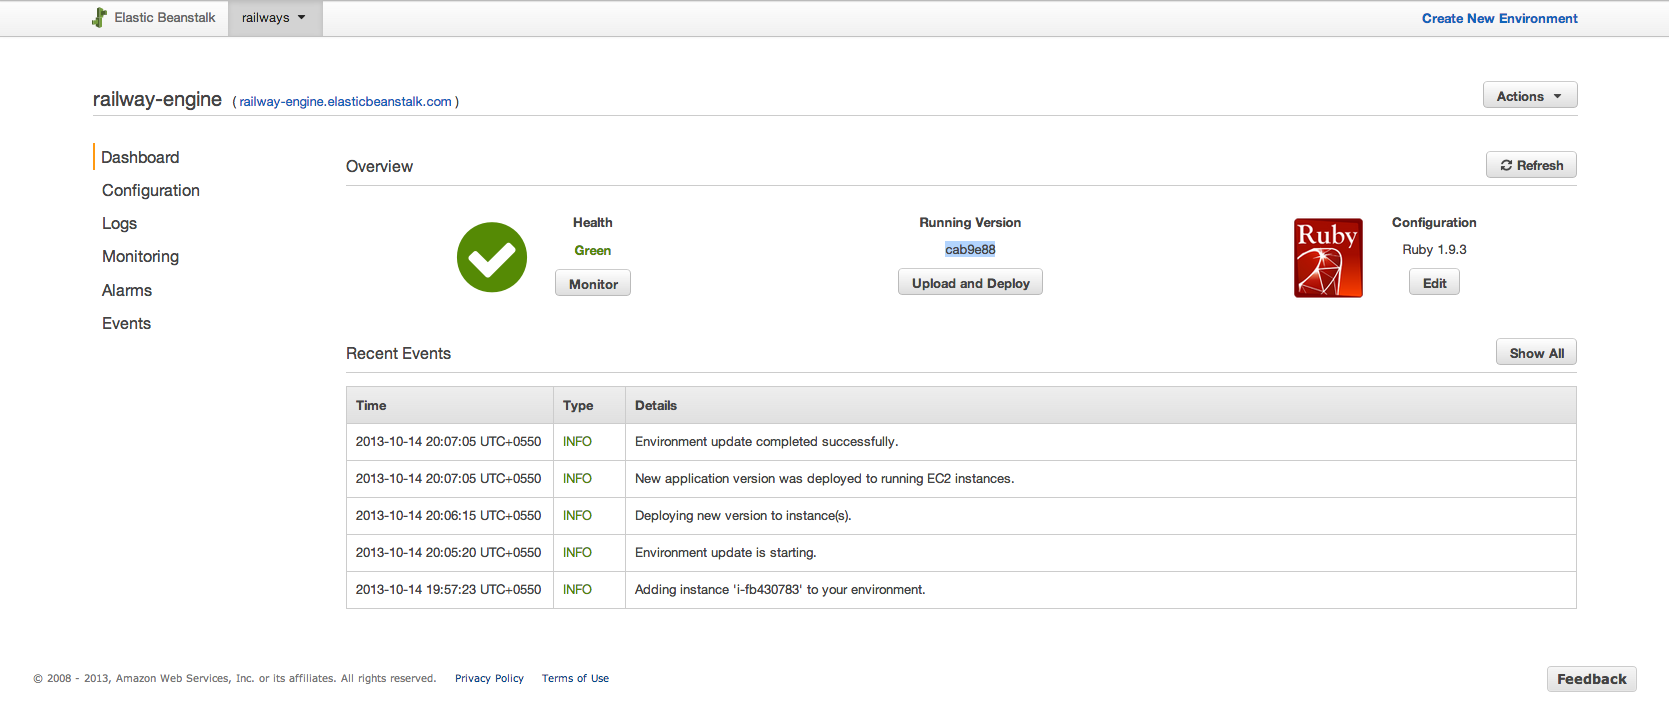 Elastic Beanstalk railways Create New Environment
railway-engine ( railway-engine.elasticbeanstalk.com ) Actions
Dashboard
Configuration
Logs
Monitoring
Alarms
Events
Overview Refresh
Health
Green
Monitor
Running Version
cab9e88
Upload and Deploy
Ruby
Configuration
Ruby 1.9.3
Edit
Recent Events Show All
Time Type Details
2013-10-14 20:07:05 UTC+0550 INFO Environment update completed successfully.
2013-10-14 20:07:05 UTC+0550 INFO New application version was deployed to running EC2 instances.
2013-10-14 20:06:15 UTC+0550 INFO Deploying new version to instance(s).
2013-10-14 20:05:20 UTC+0550 INFO Environment update is starting.
2013-10-14 19:57:23 UTC+0550 INFO Adding instance 'i-fb430783' to your environment.
© 2008 - 2013, Amazon Web Services, Inc. or its affiliates. All rights reserved. Privacy Policy Terms of Use Feedback